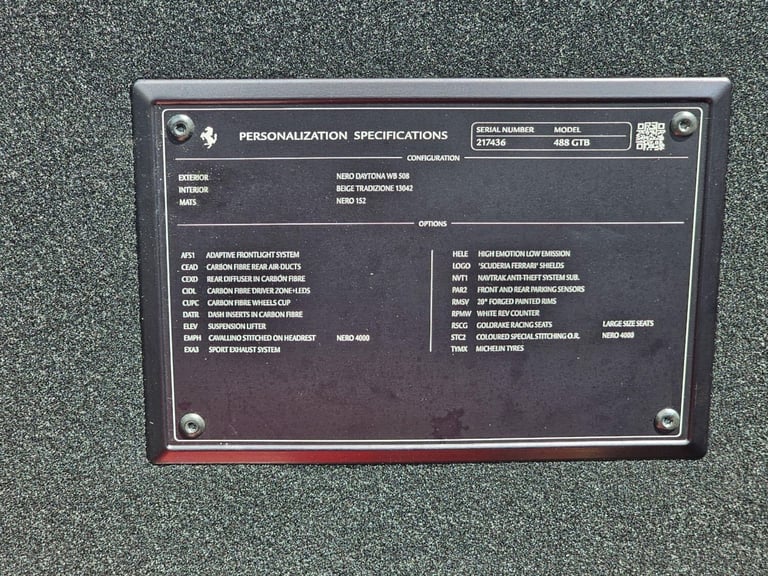 PERSONALIZATION SPECIFICATIONS
SERIAL NUMBER MODEL
217436 488 GTB
CONFIGURATION
EXTERIOR NERO DAYTONA WB 508
INTERIOR BEIGE TRADIZIONE 13042
MATS NERO 152
OPTIONS
AFS1 ADAPTIVE FRONTLIGHT SYSTEM
CEAD CARBON FIBRE REAR AIR-DUCTS
CEXD REAR DIFFUSER IN CARBON FIBRE
CIDL CARBON FIBRE DRIVER ZONE+LEDS
CUPC CARBON FIBRE WHEELS CUP
DATR DASH INSERTS IN CARBON FIBRE
ELEV SUSPENSION LIFTER
EMPH CAVALLINO STITCHED ON HEADREST NERO 4000
EXA3 SPORT EXHAUST SYSTEM
HELE HIGH EMOTION LOW EMISSION
LOGO 'SCUDERIA FERRARI' SHIELDS
NVT1 NAVTRAK ANTI-THEFT SYSTEM SUB.
PAR2 FRONT AND REAR PARKING SENSORS
RMSV 20" FORGED PAINTED RIMS
RPMW WHITE REV COUNTER
RSCG GOLDRAKE RACING SEATS LARGE SIZE SEATS
STC2 COLOURED SPECIAL STITCHING O.R. NERO 4000
TYMX MICHELIN TYRES